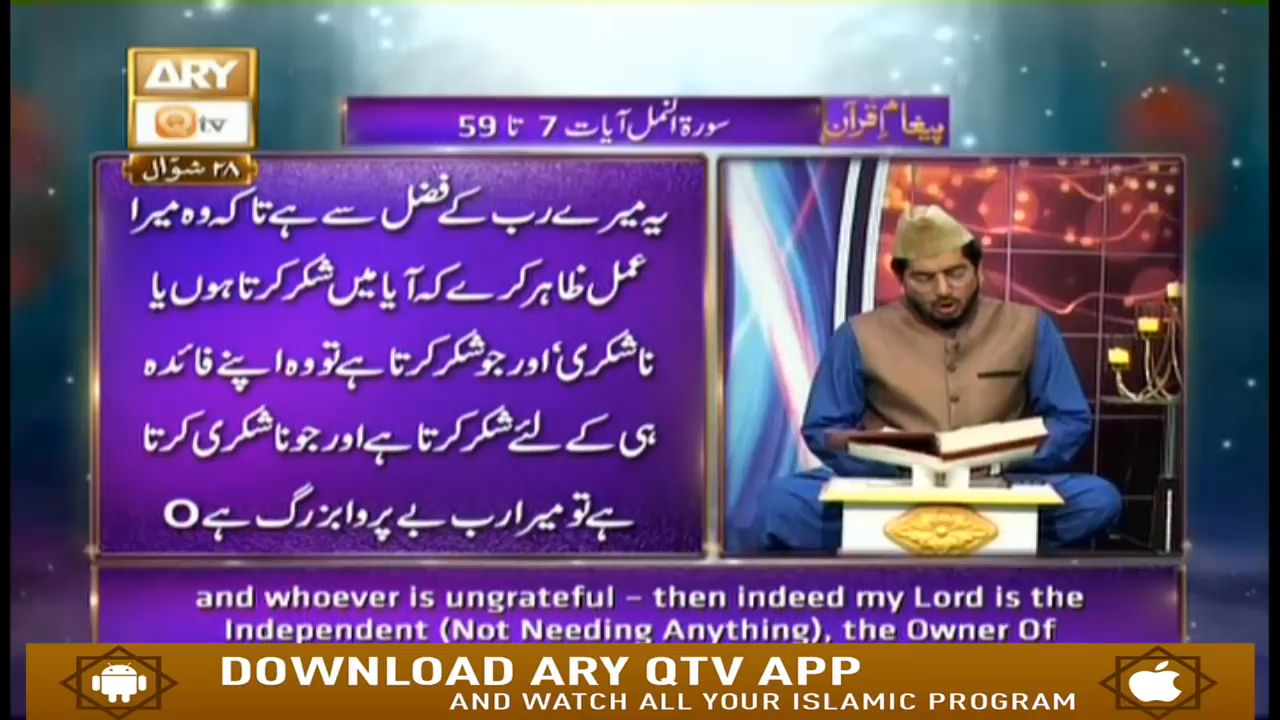 ARY
Qtv
۲۸ شوّال
پیغامِ قرآن
سورۃ النمل آیات 7 تا 59
یہ میرے رب کے فضل سے ہے تاکہ وہ میرا
عمل ظاہر کرے کہ آیا میں شکر کرتا ہوں یا
ناشکری‘ اور جو شکر کرتا ہے تو وہ اپنے فائدہ
ہی کے لئے شکر کرتا ہے اور جو ناشکری کرتا
ہے تو میرا رب بے پروا بزرگ ہے O
and whoever is ungrateful – then indeed my Lord is the
Independent (Not Needing Anything), the Owner Of
DOWNLOAD ARY QTV APP
AND WATCH ALL YOUR ISLAMIC PROGRAM